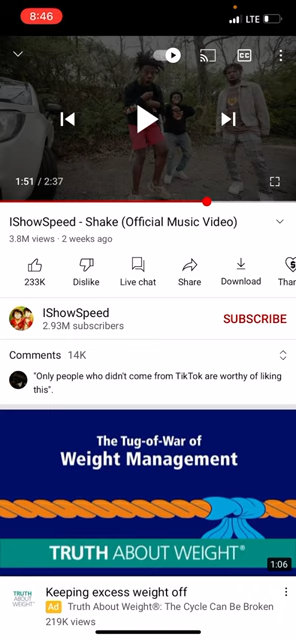 8:46
LTE
CC
1:51 / 2:37
IShowSpeed - Shake (Official Music Video)
3.8M views · 2 weeks ago
233K
Dislike
Live chat
Share
Download
Than
IShowSpeed
2.93M subscribers
SUBSCRIBE
Comments 14K
"Only people who didn't come from TikTok are worthy of liking
this".
The Tug-of-War of
Weight Management
TRUTH ABOUT WEIGHT®
1:06
TRUTH
ABOUT
WEIGHT
Keeping excess weight off
Ad Truth About Weight®: The Cycle Can Be Broken
219K views